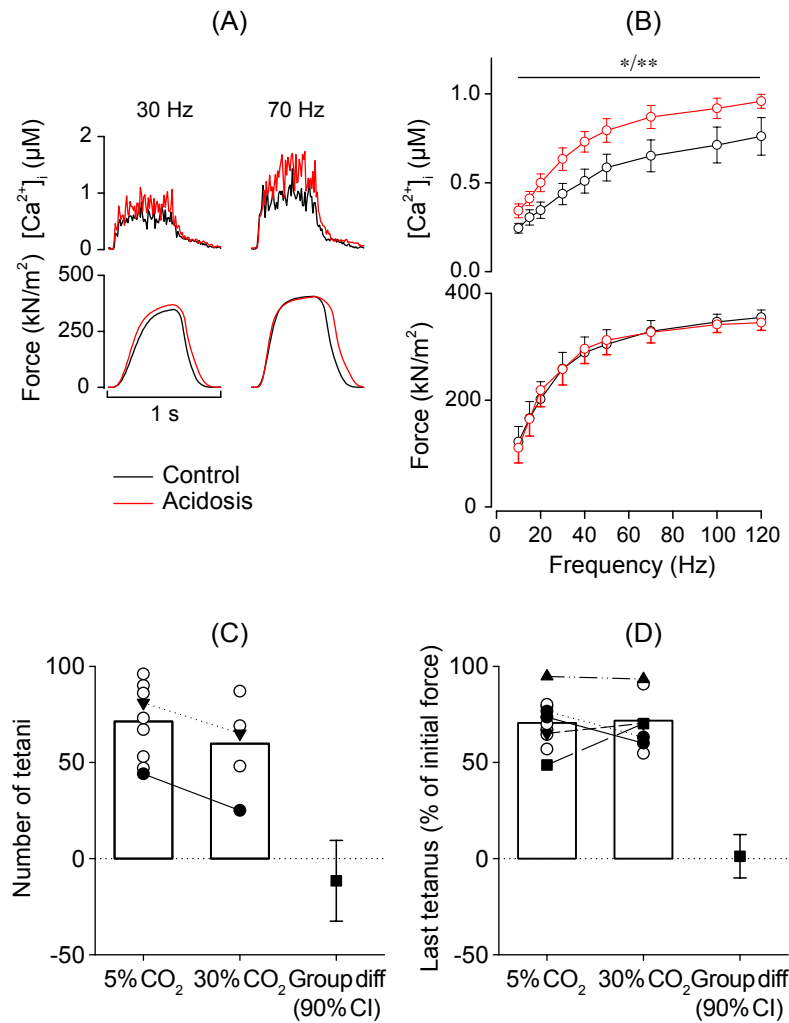 (A)
30 Hz 70 Hz
[Ca²⁺]ᵢ (μM)
2
1
0
Force (kN/m²)
500
250
0
1 s
Control
Acidosis
(B)
*/**
[Ca²⁺]ᵢ (μM)
1.0
0.5
0.0
Force (kN/m²)
400
200
0
0 20 40 60 80 100 120
Frequency (Hz)
(C)
Number of tetani
100
50
0
-50
5% CO₂ 30% CO₂ Group diff
(90% CI)
(D)
Last tetanus (% of initial force)
100
50
0
-50
5% CO₂ 30% CO₂ Group diff
(90% CI)